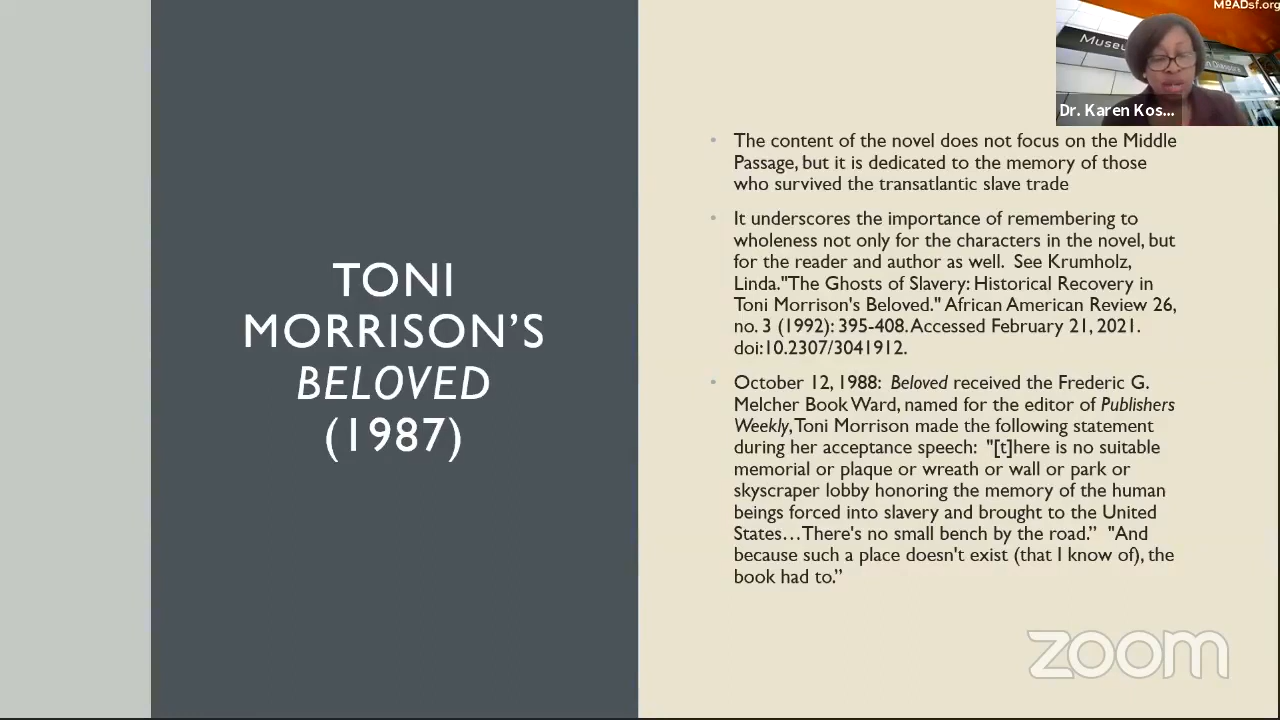 TONI
MORRISON'S
BELOVED
(1987)
MoADsf.org
Museu
n Diaspora
Dr. Karen Kos...
• The content of the novel does not focus on the Middle
Passage, but it is dedicated to the memory of those
who survived the transatlantic slave trade
• It underscores the importance of remembering to
wholeness not only for the characters in the novel, but
for the reader and author as well. See Krumholz,
Linda."The Ghosts of Slavery: Historical Recovery in
Toni Morrison's Beloved." African American Review 26,
no. 3 (1992): 395-408. Accessed February 21, 2021.
doi:10.2307/3041912.
• October 12, 1988: Beloved received the Frederic G.
Melcher Book Ward, named for the editor of Publishers
Weekly, Toni Morrison made the following statement
during her acceptance speech: "[t]here is no suitable
memorial or plaque or wreath or wall or park or
skyscraper lobby honoring the memory of the human
beings forced into slavery and brought to the United
States…There's no small bench by the road.” "And
because such a place doesn't exist (that I know of), the
book had to.”
zoom